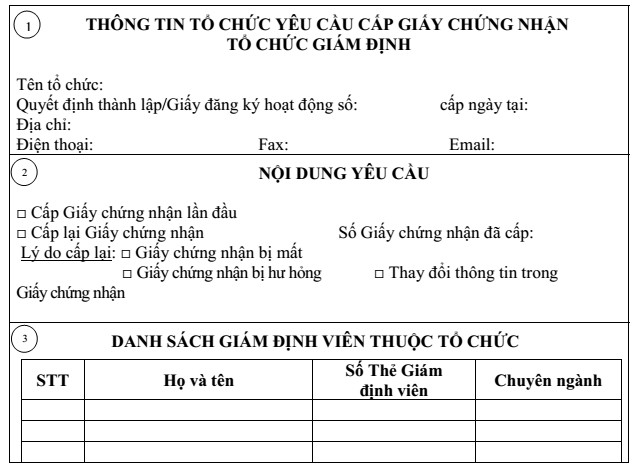 1 THÔNG TIN TỔ CHỨC YÊU CẦU CẤP GIẤY CHỨNG NHẬN
TỔ CHỨC GIÁM ĐỊNH
Tên tổ chức:
Quyết định thành lập/Giấy đăng ký hoạt động số: cấp ngày tại:
Địa chỉ:
Điện thoại: Fax: Email:
2 NỘI DUNG YÊU CẦU
□ Cấp Giấy chứng nhận lần đầu
□ Cấp lại Giấy chứng nhận Số Giấy chứng nhận đã cấp:
Lý do cấp lại: □ Giấy chứng nhận bị mất
□ Giấy chứng nhận bị hư hỏng □ Thay đổi thông tin trong
Giấy chứng nhận
3 DANH SÁCH GIÁM ĐỊNH VIÊN THUỘC TỔ CHỨC
STT Họ và tên Số Thẻ Giám định viên Chuyên ngành